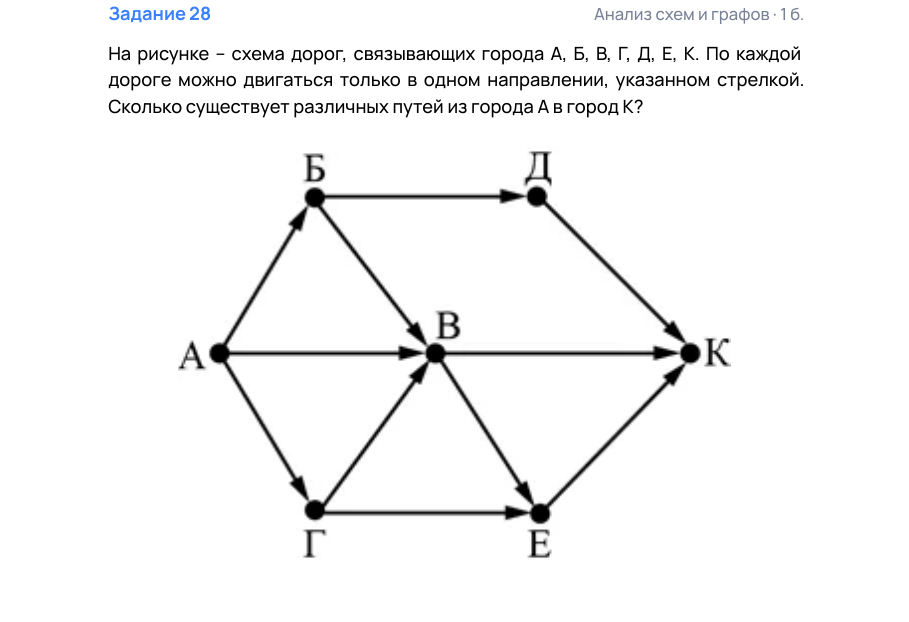 Задание 28
Анализ схем и графов · 1 б.
На рисунке – схема дорог, связывающих города А, Б, В, Г, Д, Е, К. По каждой
дороге можно двигаться только в одном направлении, указанном стрелкой.
Сколько существует различных путей из города А в город К?
Б
Д
В
А
К
Г
Е